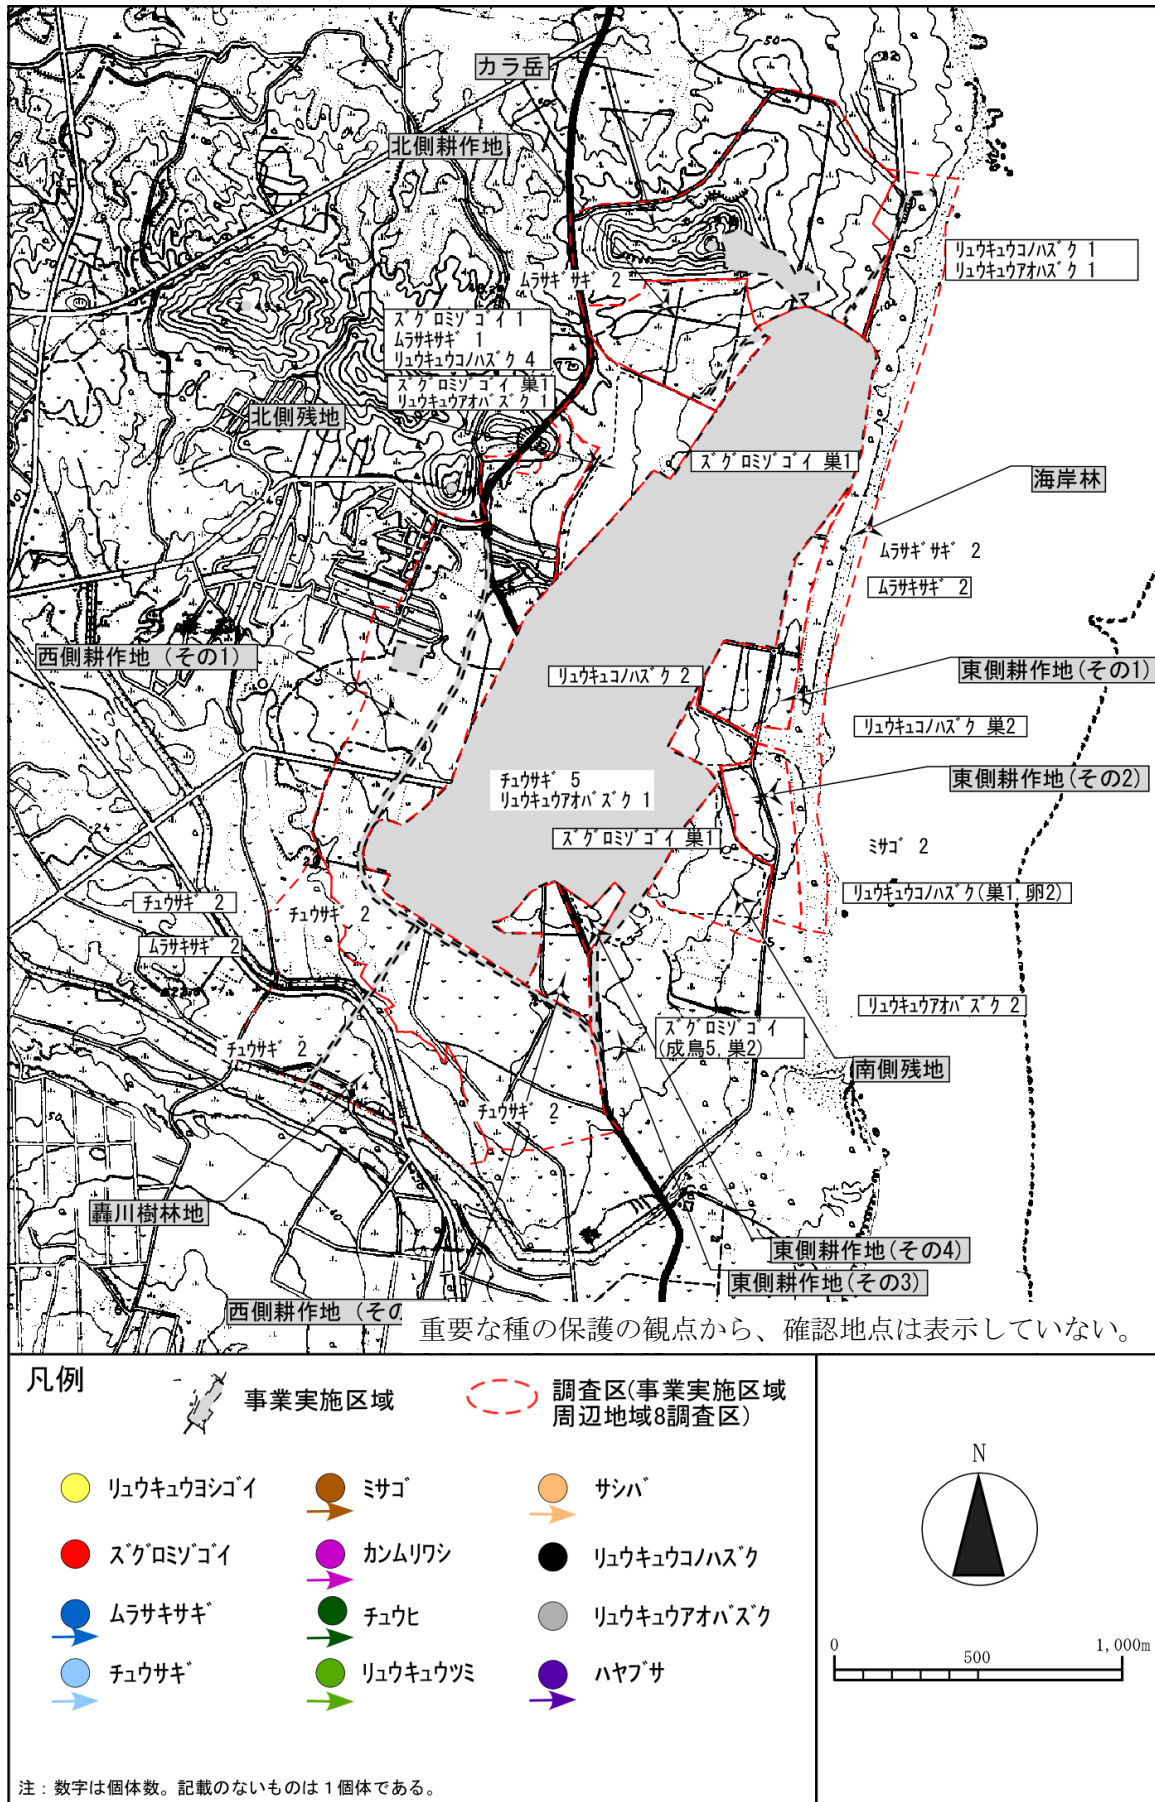 カラ岳
北側耕作地
リュウキュウコノハズク 1
リュウキュウアオハズク 1
ムラサギサギ 2
ズグロミゾゴイ 1
ムラサキサギ 1
リュウキュウコノハズク 4
ズグロミゾゴイ 巣1
リュウキュウアオバズク 1
北側残地
ズグロミゾゴイ 巣1
海岸林
ムラサギサギ 2
ムラサキサギ 2
西側耕作地（その1）
リュウキュコノハズク 2
東側耕作地(その1)
リュウキュコノハズク 巣2
チュウサギ 5
リュウキュウアオバズク 1
東側耕作地(その2)
ズグロミゾゴイ 巣1
ミサゴ 2
チュウサギ 2
チュウサギ 2
リュウキュウコノハズク(巣1,卵2)
ムラサキサギ 2
リュウキュウアオバズク 2
チュウサギ 2
ズグロミゾゴイ
(成鳥5,巣2)
南側残地
チュウサギ 2
轟川樹林地
東側耕作地(その4)
東側耕作地(その3)
西側耕作地（その
重要な種の保護の観点から、確認地点は表示していない。
凡例
事業実施区域
調査区(事業実施区域
周辺地域8調査区)
リュウキュウヨシゴイ
ミサゴ
サシバ
ズグロミゾゴイ
カンムリワシ
リュウキュウコノハズク
ムラサキサギ
チュウヒ
リュウキュウアオバズク
チュウサギ
リュウキュウツミ
ハヤブサ
N
0
500
1,000m
注：数字は個体数。記載のないものは１個体である。